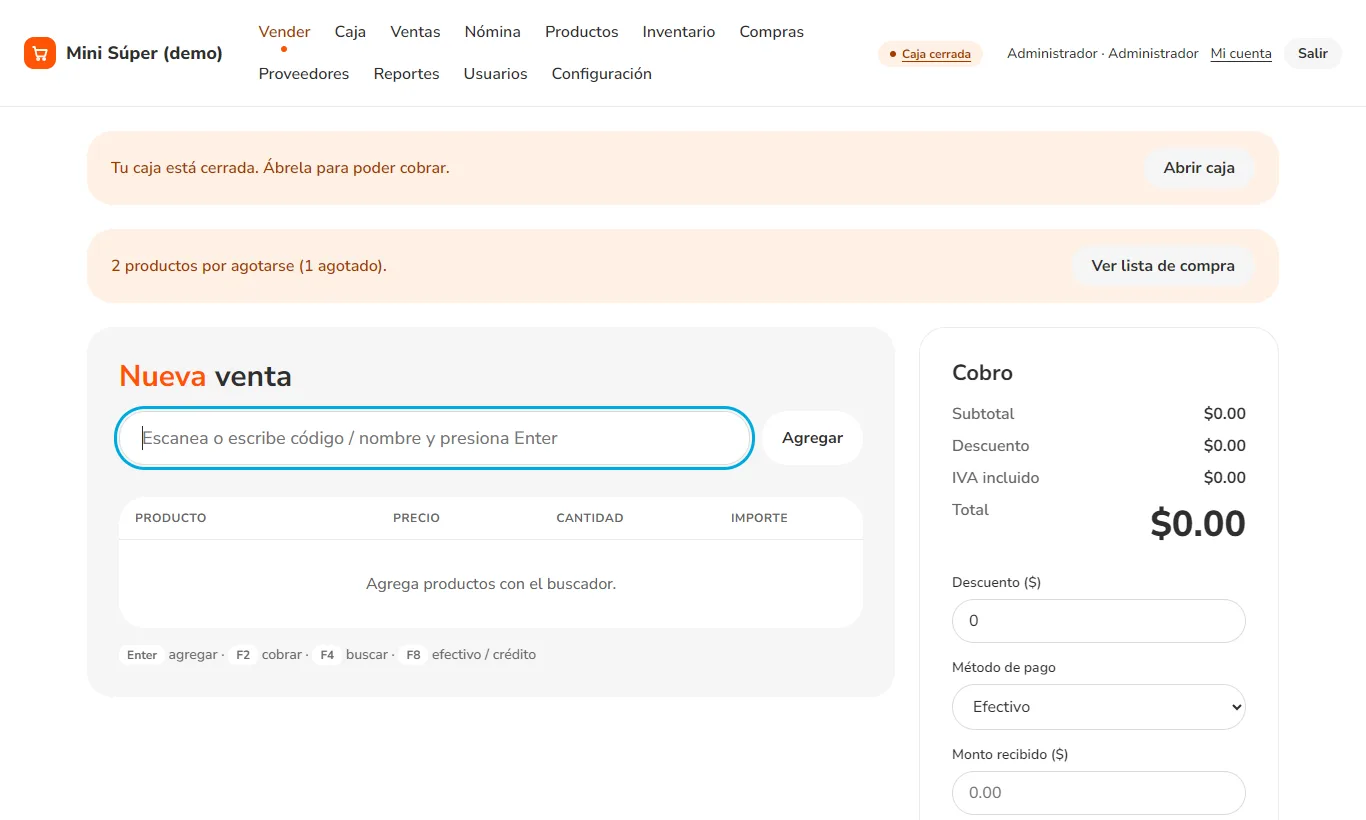 Mini Súper (demo)
Vender Caja Ventas Nómina Productos Inventario Compras
Proveedores Reportes Usuarios Configuración
Caja cerrada
Administrador · Administrador Mi cuenta Salir
Tu caja está cerrada. Ábrela para poder cobrar.
Abrir caja
2 productos por agotarse (1 agotado).
Ver lista de compra
Nueva venta
Escanea o escribe código / nombre y presiona Enter
Agregar
PRODUCTO PRECIO CANTIDAD IMPORTE
Agrega productos con el buscador.
Enter agregar · F2 cobrar · F4 buscar · F8 efectivo / crédito
Cobro
Subtotal $0.00
Descuento $0.00
IVA incluido $0.00
Total $0.00
Descuento ($)
0
Método de pago
Efectivo
Monto recibido ($)
0.00